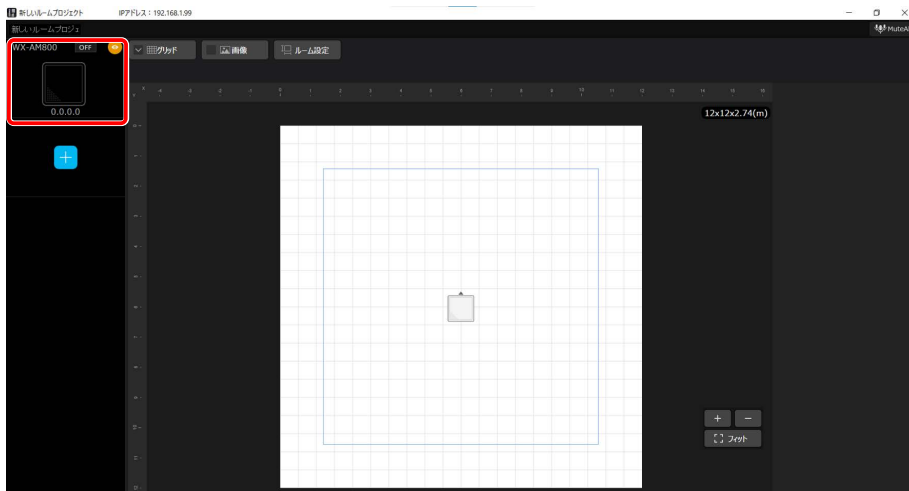 新しいルームプロジェクト IPアドレス：192.168.1.99
新しいルームプロジェ MuteAl
WX-AM800 OFF グリッド 画像 ルーム設定
0.0.0.0
12x12x2.74(m)
+
+ −
フィット